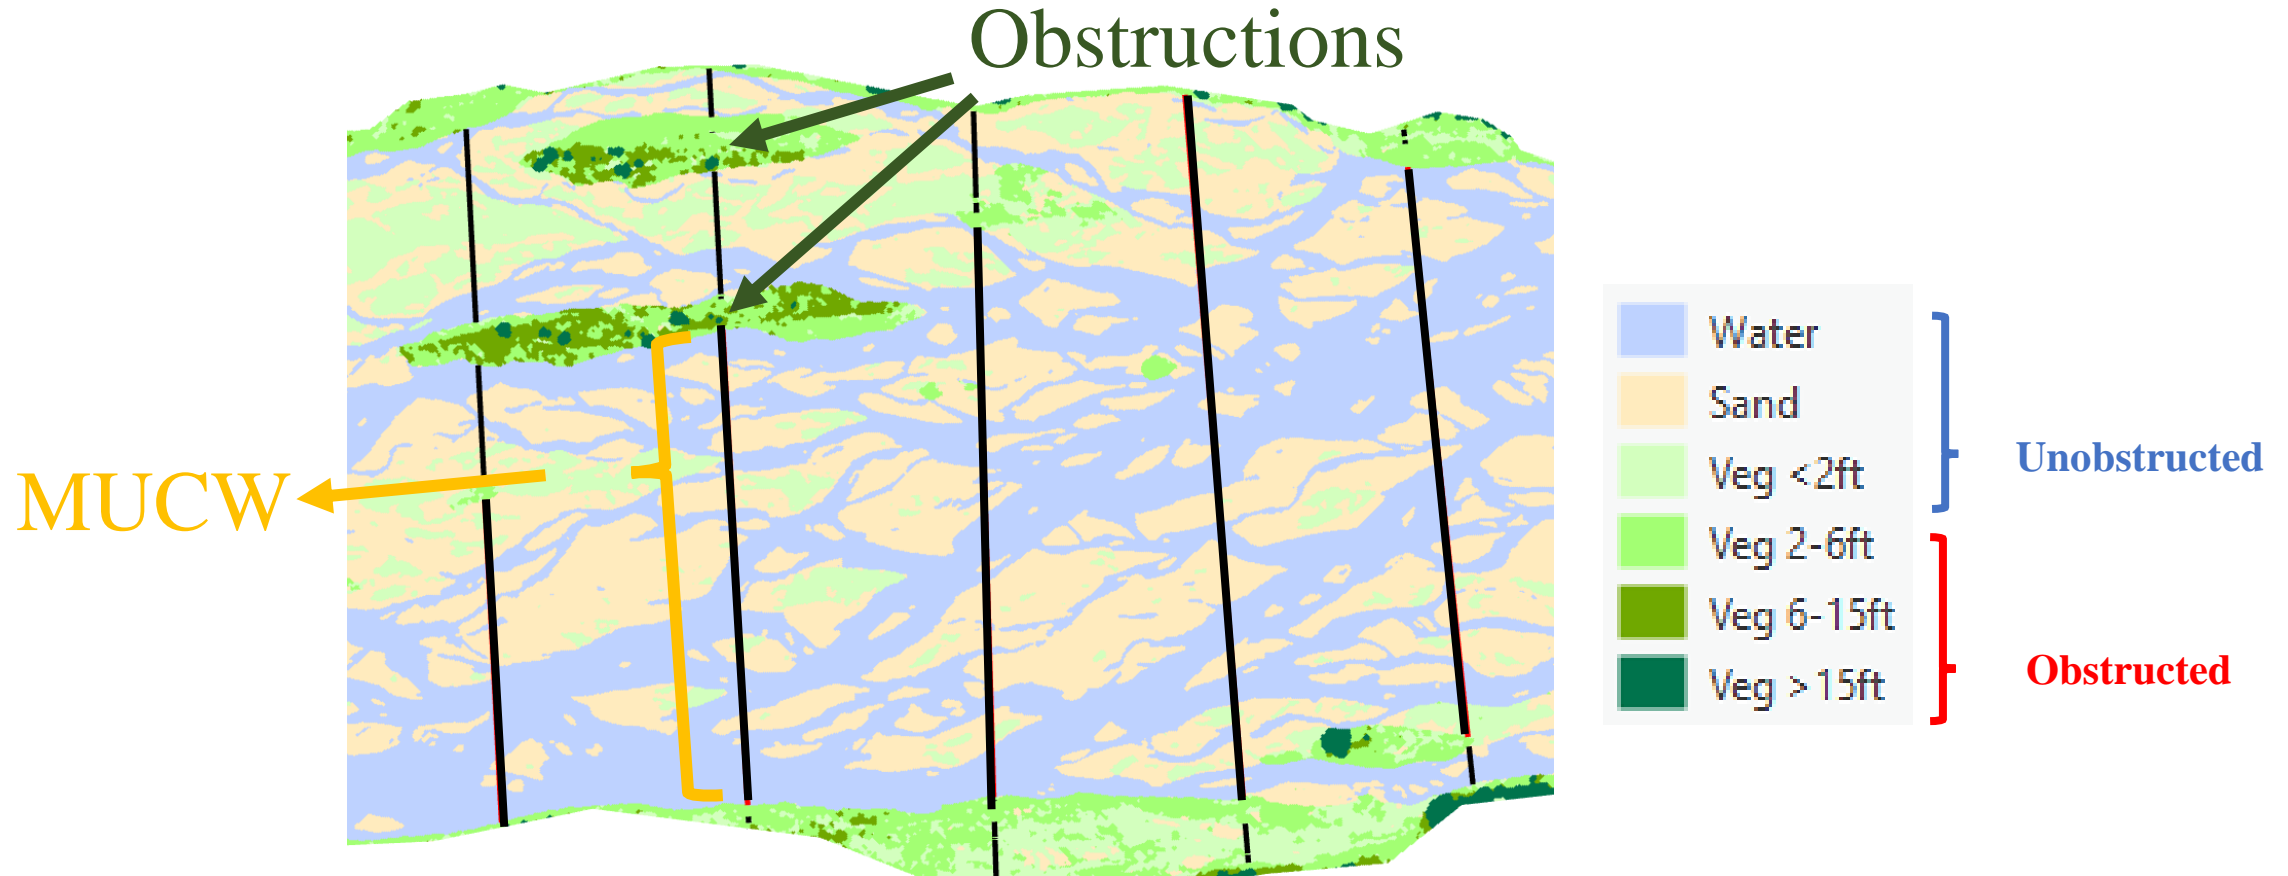 Obstructions
MUCW
Water
Sand
Veg <2ft
Veg 2-6ft
Veg 6-15ft
Veg >15ft
Unobstructed
Obstructed